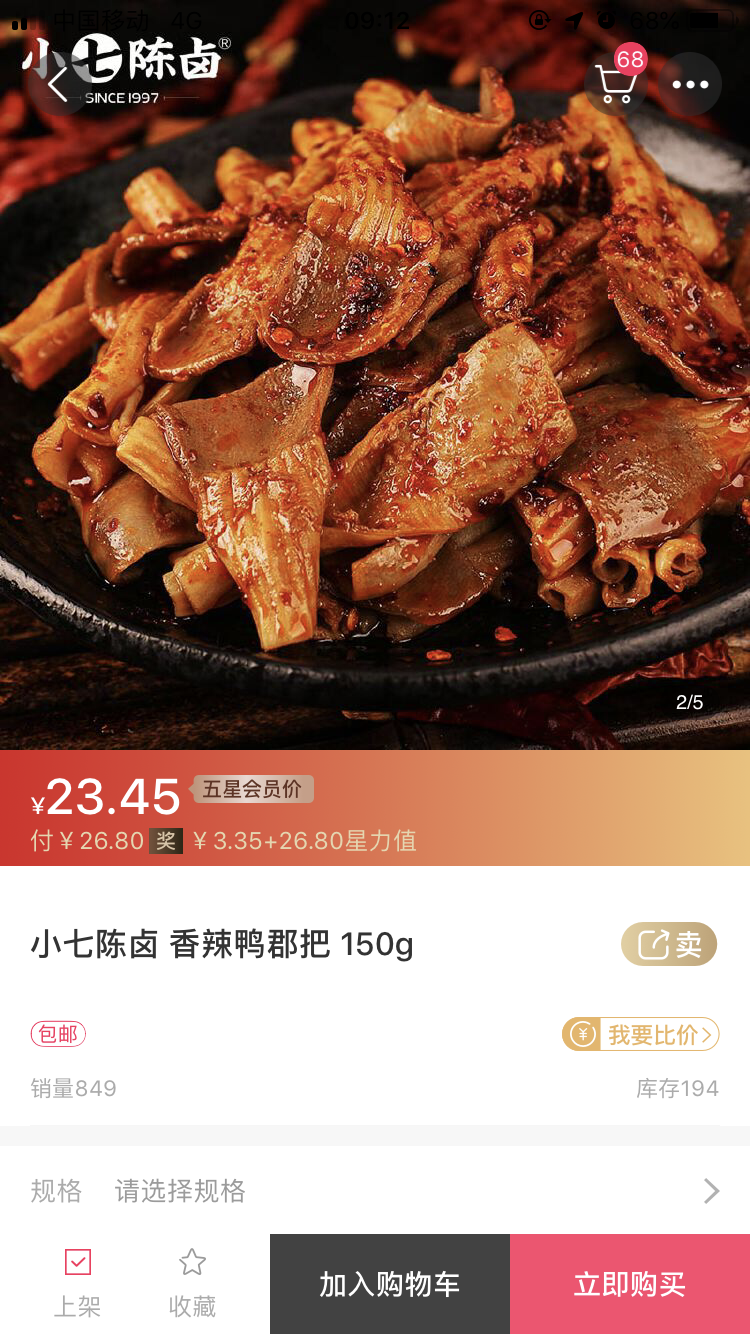 中国移动 4G 09:12 68%
小七陈卤®
SINCE 1997
68
2/5
¥23.45 五星会员价
付¥26.80 奖 ¥3.35+26.80星力值
小七陈卤 香辣鸭郡把 150g
卖
包邮
我要比价
销量849
库存194
规格 请选择规格
上架
收藏
加入购物车
立即购买